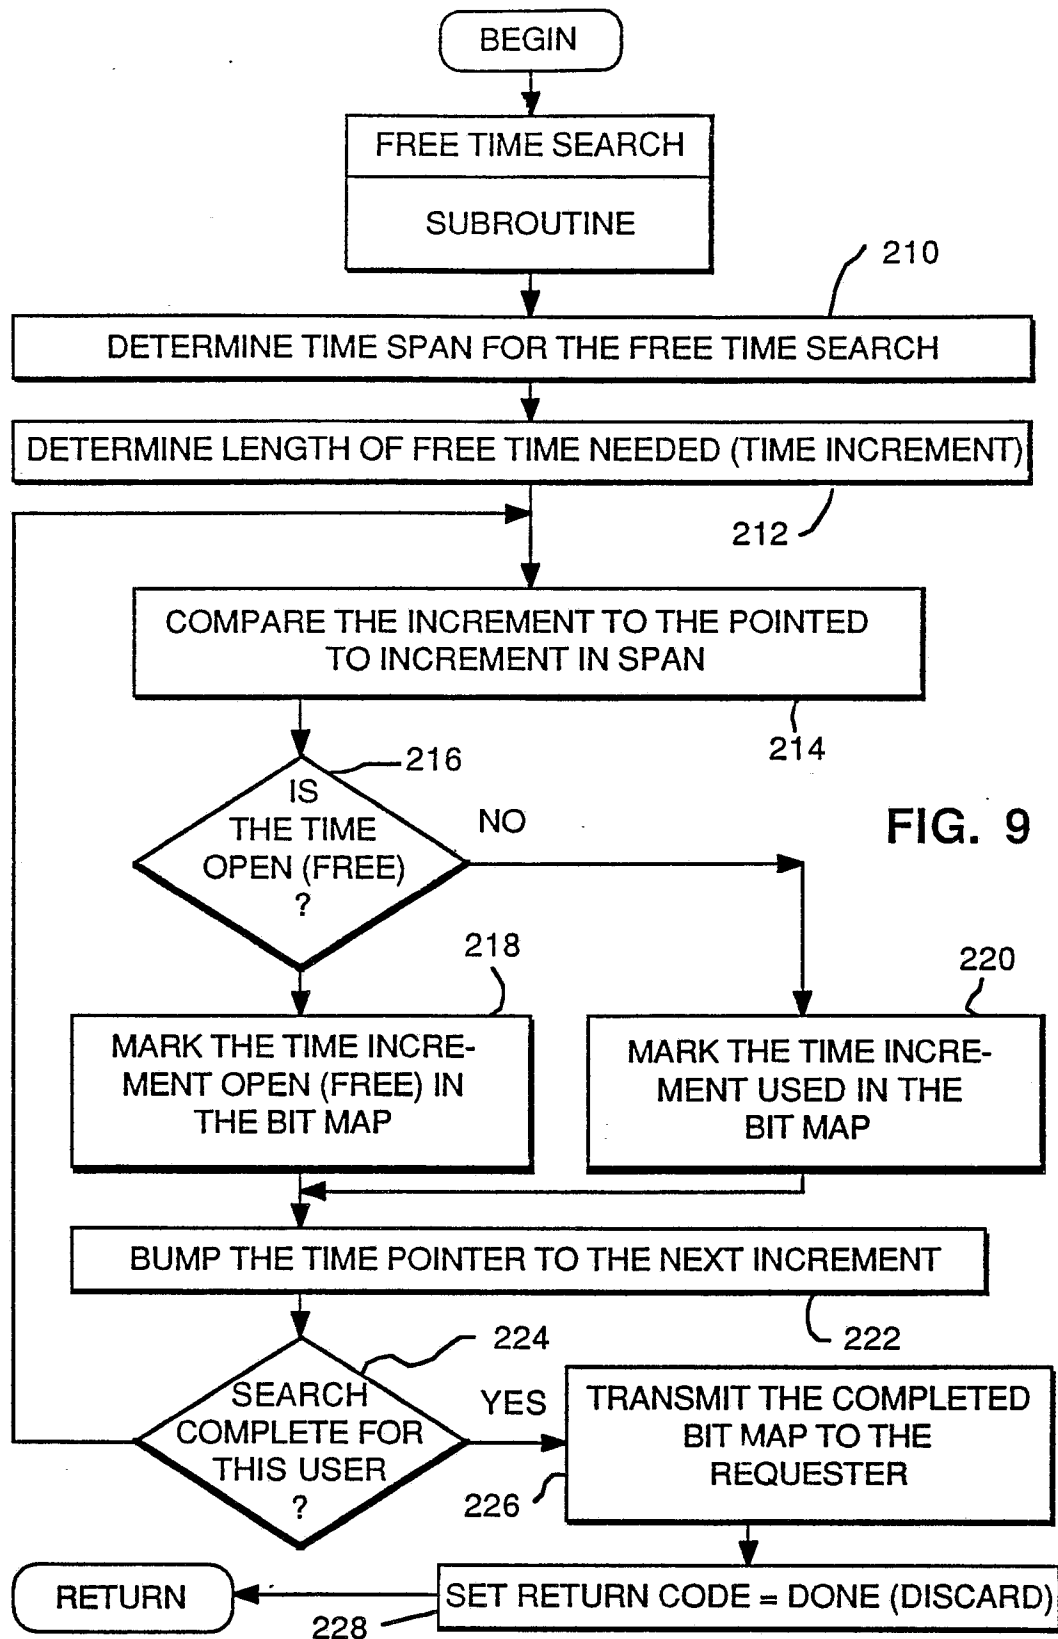 BEGIN
FREE TIME SEARCH
SUBROUTINE
210
DETERMINE TIME SPAN FOR THE FREE TIME SEARCH
DETERMINE LENGTH OF FREE TIME NEEDED (TIME INCREMENT)
212
COMPARE THE INCREMENT TO THE POINTED
TO INCREMENT IN SPAN
214
216
IS
THE TIME
OPEN (FREE)
?
NO
FIG. 9
218
220
MARK THE TIME INCRE-
MENT OPEN (FREE) IN
THE BIT MAP
MARK THE TIME INCRE-
MENT USED IN THE
BIT MAP
BUMP THE TIME POINTER TO THE NEXT INCREMENT
222
224
SEARCH
COMPLETE FOR
THIS USER
?
YES
TRANSMIT THE COMPLETED
BIT MAP TO THE
REQUESTER
226
SET RETURN CODE = DONE (DISCARD)
228
RETURN